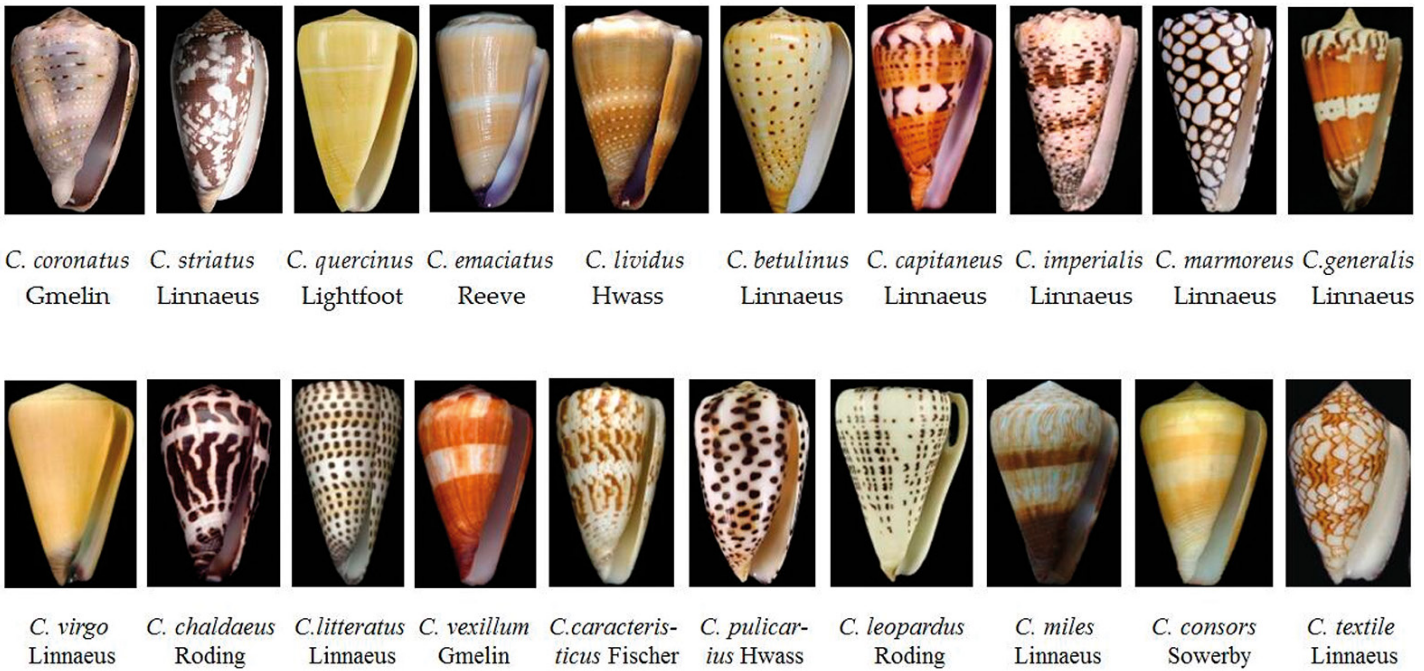 C. coronatus C. striatus C. quercinus C. emaciatus C. lividus C. betulinus C. capitaneus C. imperialis C. marmoreus C.generalis
Gmelin Linnaeus Lightfoot Reeve Hwass Linnaeus Linnaeus Linnaeus Linnaeus Linnaeus
C. virgo C. chaldaeus C.litteratus C. vexillum C.caracteris- C. pulicar- C. leopardus C. miles C. consors C. textile
Linnaeus Roding Linnaeus Gmelin ticus Fischer ius Hwass Roding Linnaeus Sowerby Linnaeus